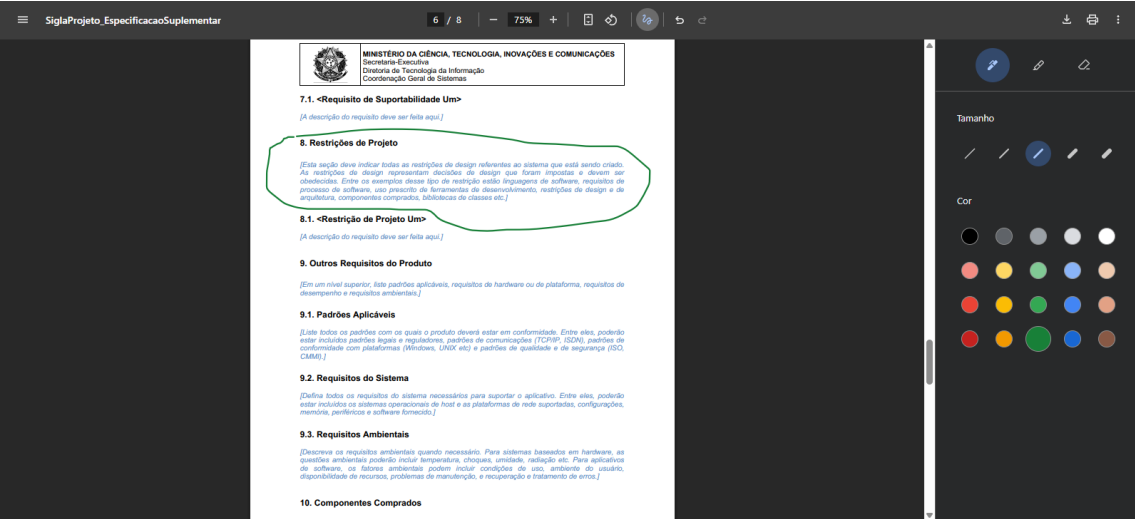 SiglaProjeto_EspecificacaoSuplementar
6 / 8
75%
MINISTÉRIO DA CIÊNCIA, TECNOLOGIA, INOVAÇÕES E COMUNICAÇÕES
Secretaria-Executiva
Diretoria de Tecnologia da Informação
Coordenação Geral de Sistemas
7.1. <Requisito de Suportabilidade Um>
[A descrição do requisito deve ser feita aqui.]
8. Restrições de Projeto
[Esta seção deve indicar todas as restrições de design referentes ao sistema que está sendo criado.
As restrições de design representam decisões de design que foram impostas e devem ser
obedecidas. Entre os exemplos desse tipo de restrição estão linguagens de software, requisitos de
processo de software, uso prescrito de ferramentas de desenvolvimento, restrições de design e de
arquitetura, componentes comprados, bibliotecas de classes etc.]
8.1. <Restrição de Projeto Um>
[A descrição do requisito deve ser feita aqui.]
9. Outros Requisitos do Produto
[Em um nível superior, liste padrões aplicáveis, requisitos de hardware ou de plataforma, requisitos de
desempenho e requisitos ambientais.]
9.1. Padrões Aplicáveis
[Liste todos os padrões com os quais o produto deverá estar em conformidade. Entre eles, poderão
estar incluídos padrões legais e reguladores, padrões de comunicações (TCP/IP, ISDN), padrões de
conformidade com plataformas (Windows, UNIX etc) e padrões de qualidade e de segurança (ISO,
CMMI).]
9.2. Requisitos do Sistema
[Defina todos os requisitos do sistema necessários para suportar o aplicativo. Entre eles, poderão
estar incluídos os sistemas operacionais de host e as plataformas de rede suportadas, configurações,
memória, periféricos e software fornecido.]
9.3. Requisitos Ambientais
[Descreva os requisitos ambientais quando necessário. Para sistemas baseados em hardware, as
questões ambientais poderão incluir temperatura, choques, umidade, radiação etc. Para aplicativos
de software, os fatores ambientais podem incluir condições de uso, ambiente do usuário,
disponibilidade de recursos, problemas de manutenção, e recuperação e tratamento de erros.]
10. Componentes Comprados
Tamanho
Cor